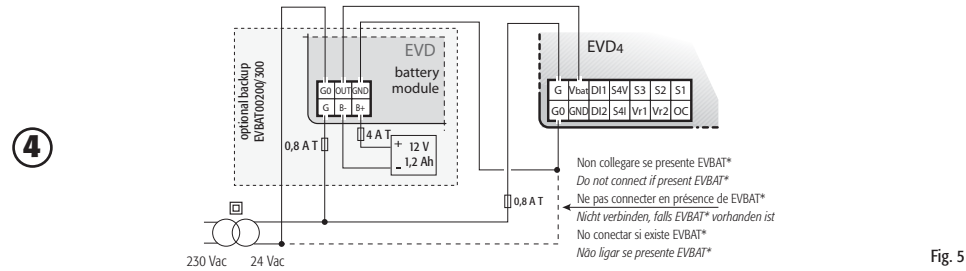 4
optional backup
EVBAT00200/300
EVD
battery
module
G0 OUT GND
G B- B+
0,8 A T
4 A T
+ 12 V
- 1,2 Ah
EVD4
G Vbat DI1 S4V S3 S2 S1
G0 GND DI2 S4I Vr1 Vr2 OC
0,8 A T
Non collegare se presente EVBAT*
Do not connect if present EVBAT*
Ne pas connecter en présence de EVBAT*
Nicht verbinden, falls EVBAT* vorhanden ist
No conectar si existe EVBAT*
Não ligar se presente EVBAT*
230 Vac 24 Vac
Fig. 5